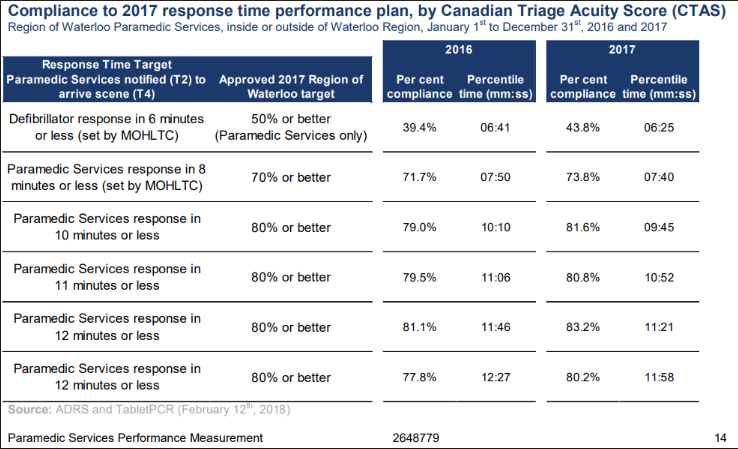 Compliance to 2017 response time performance plan, by Canadian Triage Acuity Score (CTAS)
Region of Waterloo Paramedic Services, inside or outside of Waterloo Region, January 1st to December 31st, 2016 and 2017
2016 2017
Response Time Target
Paramedic Services notified (T2) to
arrive scene (T4)
Approved 2017 Region of
Waterloo target
Per cent
compliance
Percentile
time (mm:ss)
Per cent
compliance
Percentile
time (mm:ss)
Defibrillator response in 6 minutes
or less (set by MOHLTC)
50% or better
(Paramedic Services only)
39.4% 06:41 43.8% 06:25
Paramedic Services response in 8
minutes or less (set by MOHLTC)
70% or better 71.7% 07:50 73.8% 07:40
Paramedic Services response in
10 minutes or less
80% or better 79.0% 10:10 81.6% 09:45
Paramedic Services response in
11 minutes or less
80% or better 79.5% 11:06 80.8% 10:52
Paramedic Services response in
12 minutes or less
80% or better 81.1% 11:46 83.2% 11:21
Paramedic Services response in
12 minutes or less
80% or better 77.8% 12:27 80.2% 11:58
Source: ADRS and TabletPCR (February 12th, 2018)
Paramedic Services Performance Measurement 2648779 14